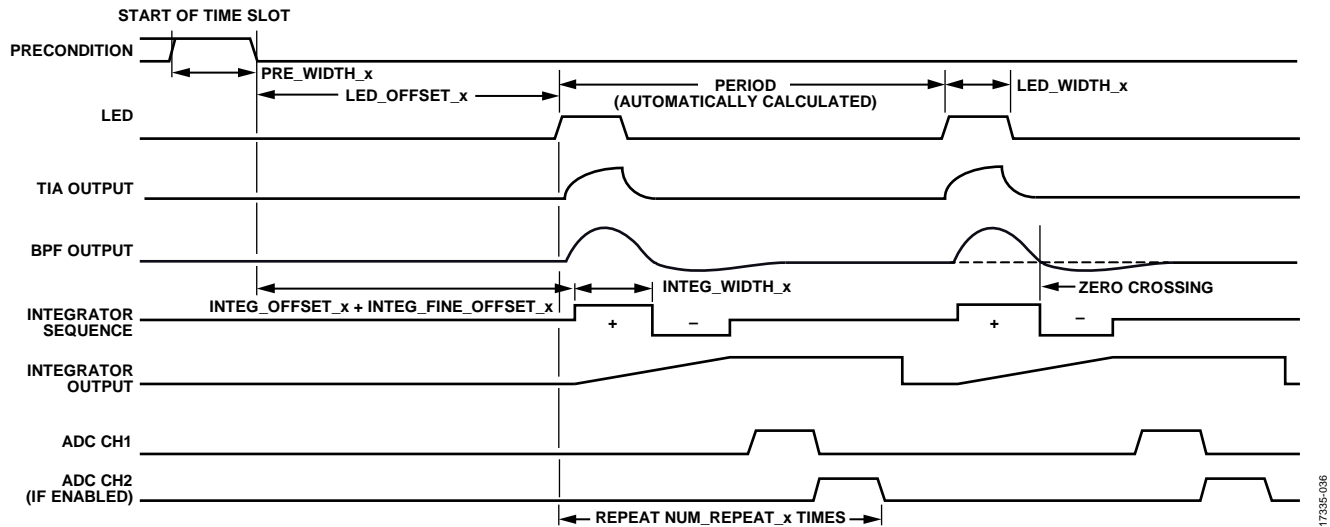 START OF TIME SLOT
PRECONDITION
PRE_WIDTH_x
LED_OFFSET_x
PERIOD
(AUTOMATICALLY CALCULATED)
LED_WIDTH_x
LED
TIA OUTPUT
BPF OUTPUT
INTEG_OFFSET_x + INTEG_FINE_OFFSET_x
INTEG_WIDTH_x
ZERO CROSSING
INTEGRATOR
SEQUENCE
+
–
+
–
INTEGRATOR
OUTPUT
ADC CH1
ADC CH2
(IF ENABLED)
REPEAT NUM_REPEAT_x TIMES
17335-036